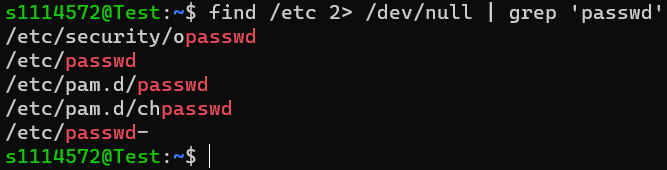 s1114572@Test:~$ find /etc 2> /dev/null | grep 'passwd'
/etc/security/opasswd
/etc/passwd
/etc/pam.d/passwd
/etc/pam.d/chpasswd
/etc/passwd-
s1114572@Test:~$